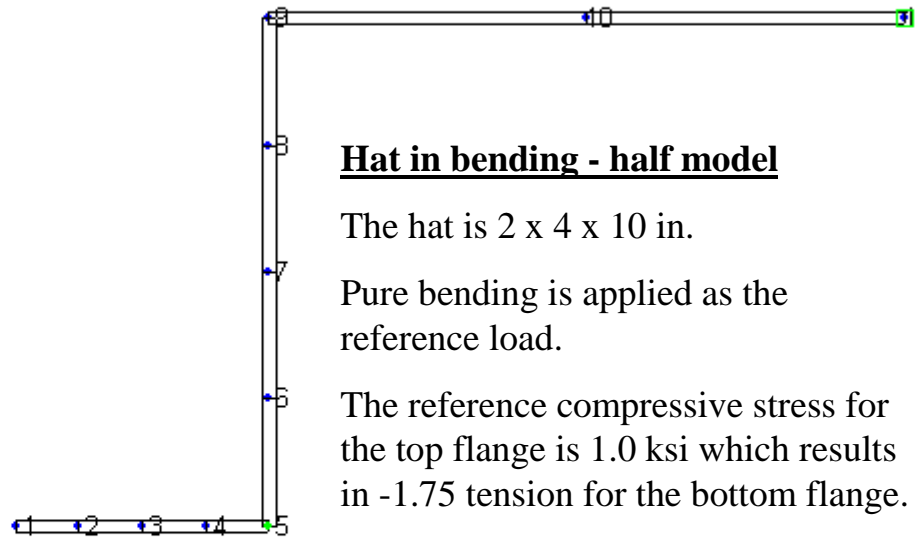 9 10 11
8
Hat in bending - half model
The hat is 2 x 4 x 10 in.
7
Pure bending is applied as the
reference load.
6
The reference compressive stress for
the top flange is 1.0 ksi which results
in -1.75 tension for the bottom flange.
1 2 3 4 5